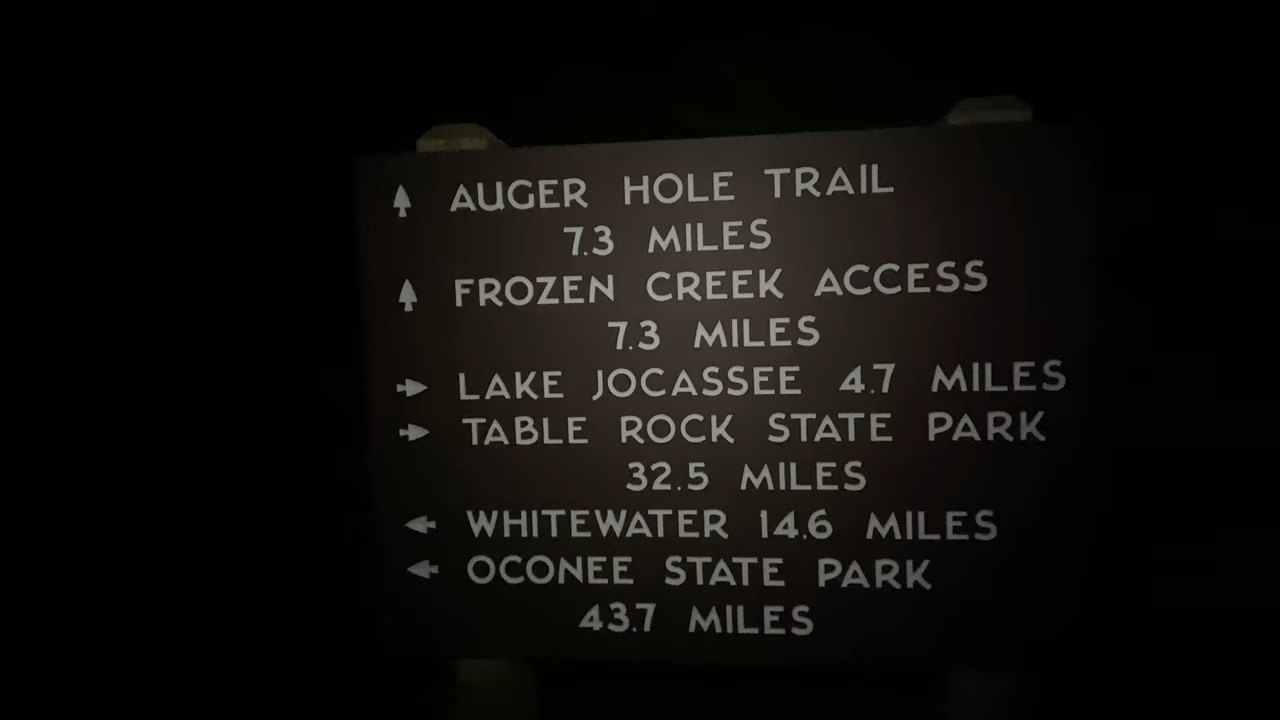 AUGER HOLE TRAIL
7.3 MILES
FROZEN CREEK ACCESS
7.3 MILES
LAKE JOCASSEE 4.7 MILES
TABLE ROCK STATE PARK
32.5 MILES
WHITEWATER 14.6 MILES
OCONEE STATE PARK
43.7 MILES